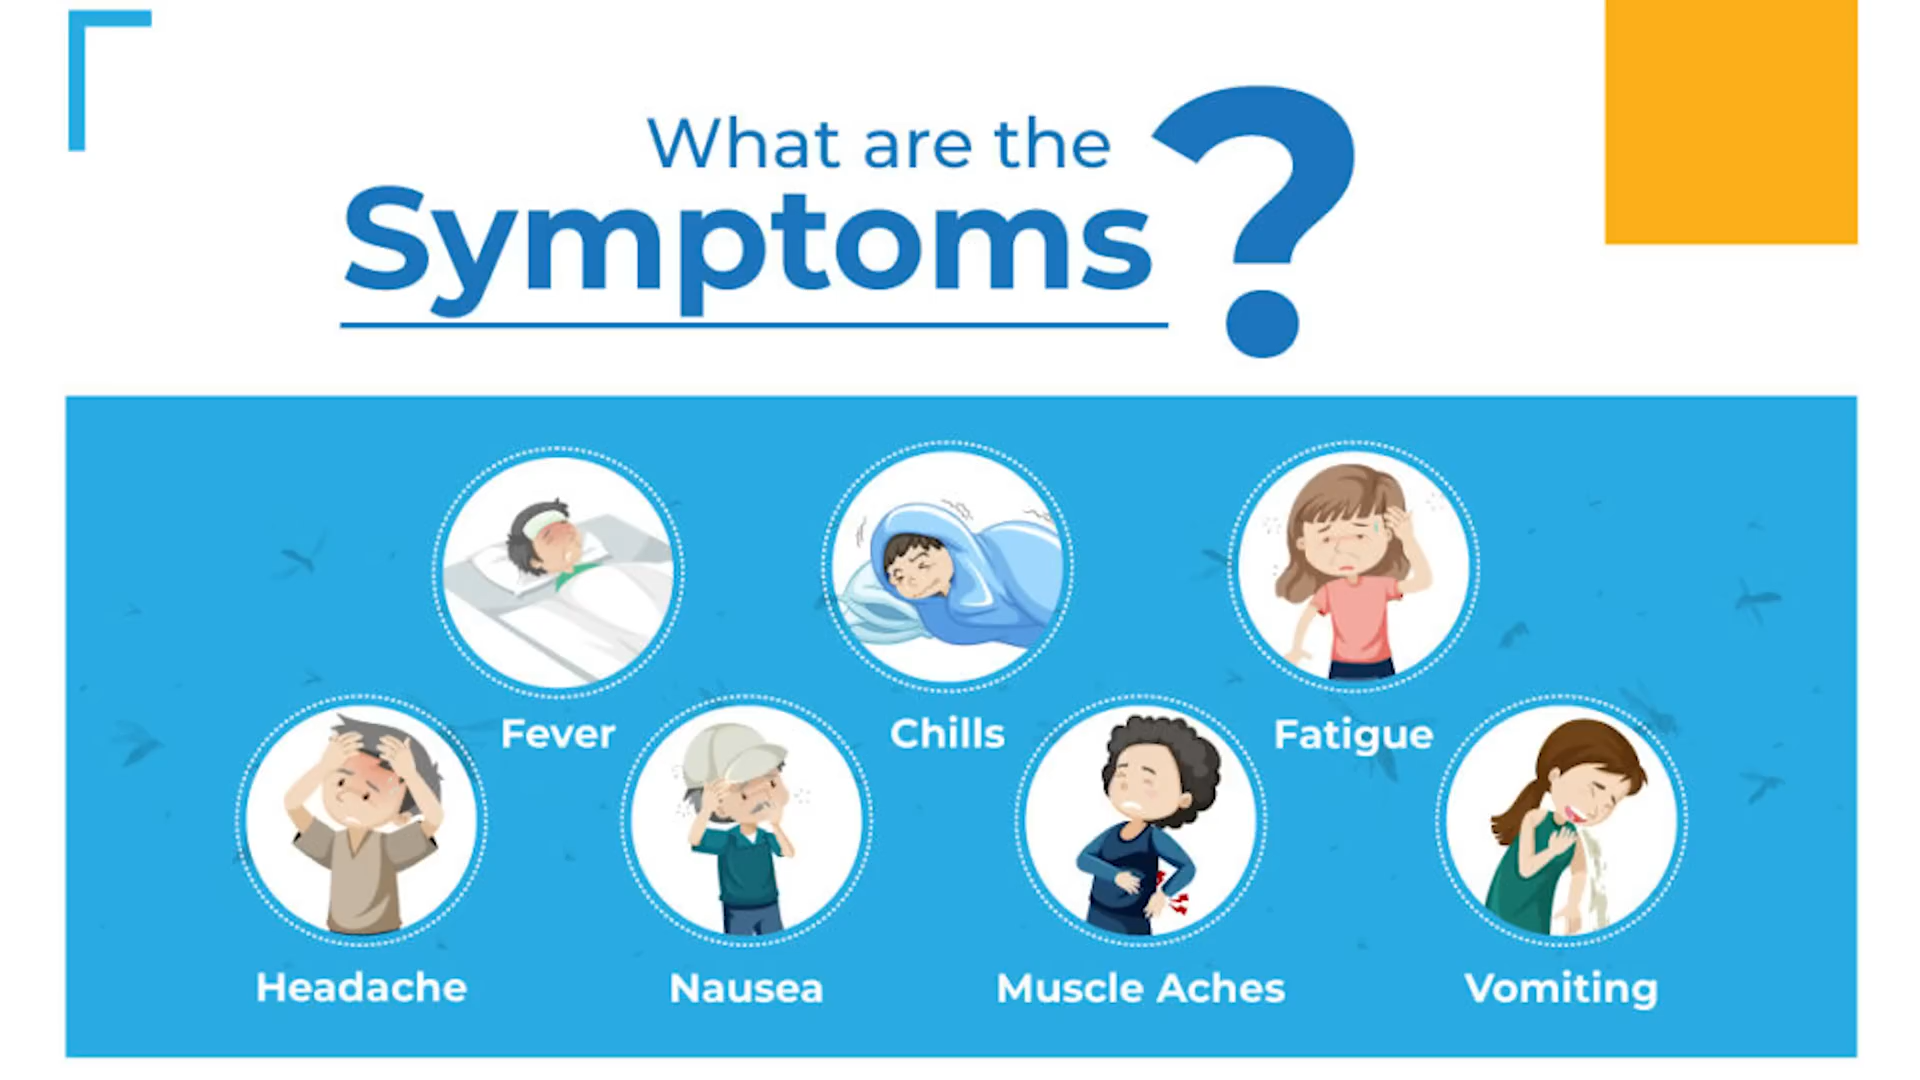 What are the
Symptoms?
Fever
Chills
Fatigue
Headache
Nausea
Muscle Aches
Vomiting